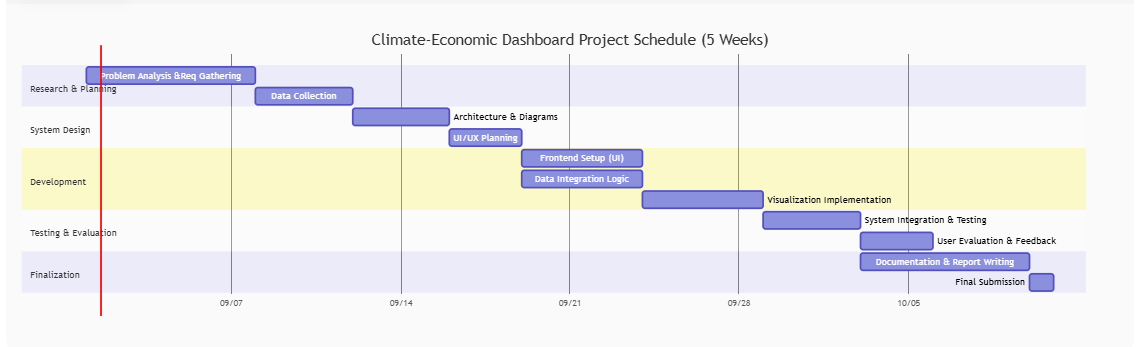 Climate-Economic Dashboard Project Schedule (5 Weeks)
Problem Analysis &Req Gathering
Research & Planning
Data Collection
Architecture & Diagrams
System Design
UI/UX Planning
Frontend Setup (UI)
Data Integration Logic
Development
Visualization Implementation
System Integration & Testing
Testing & Evaluation
User Evaluation & Feedback
Documentation & Report Writing
Finalization
Final Submission
09/07 09/14 09/21 09/28 10/05